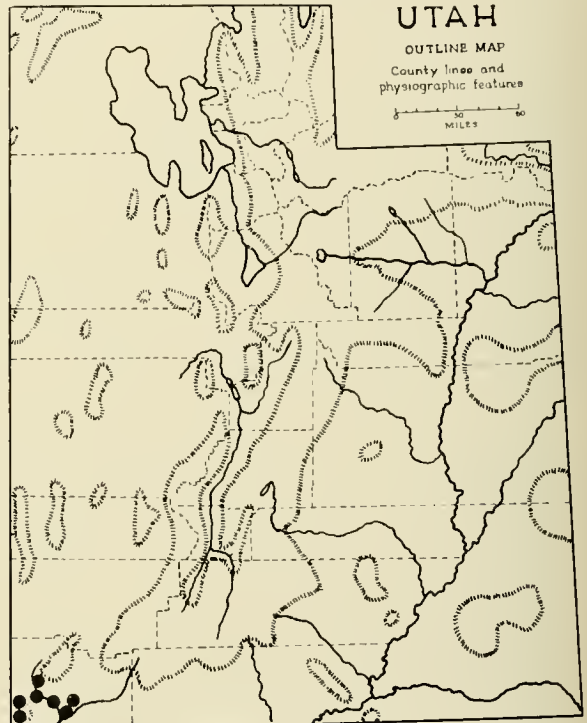 UTAH
OUTLINE MAP
County lines and
physiographic features
0 30 60
MILES